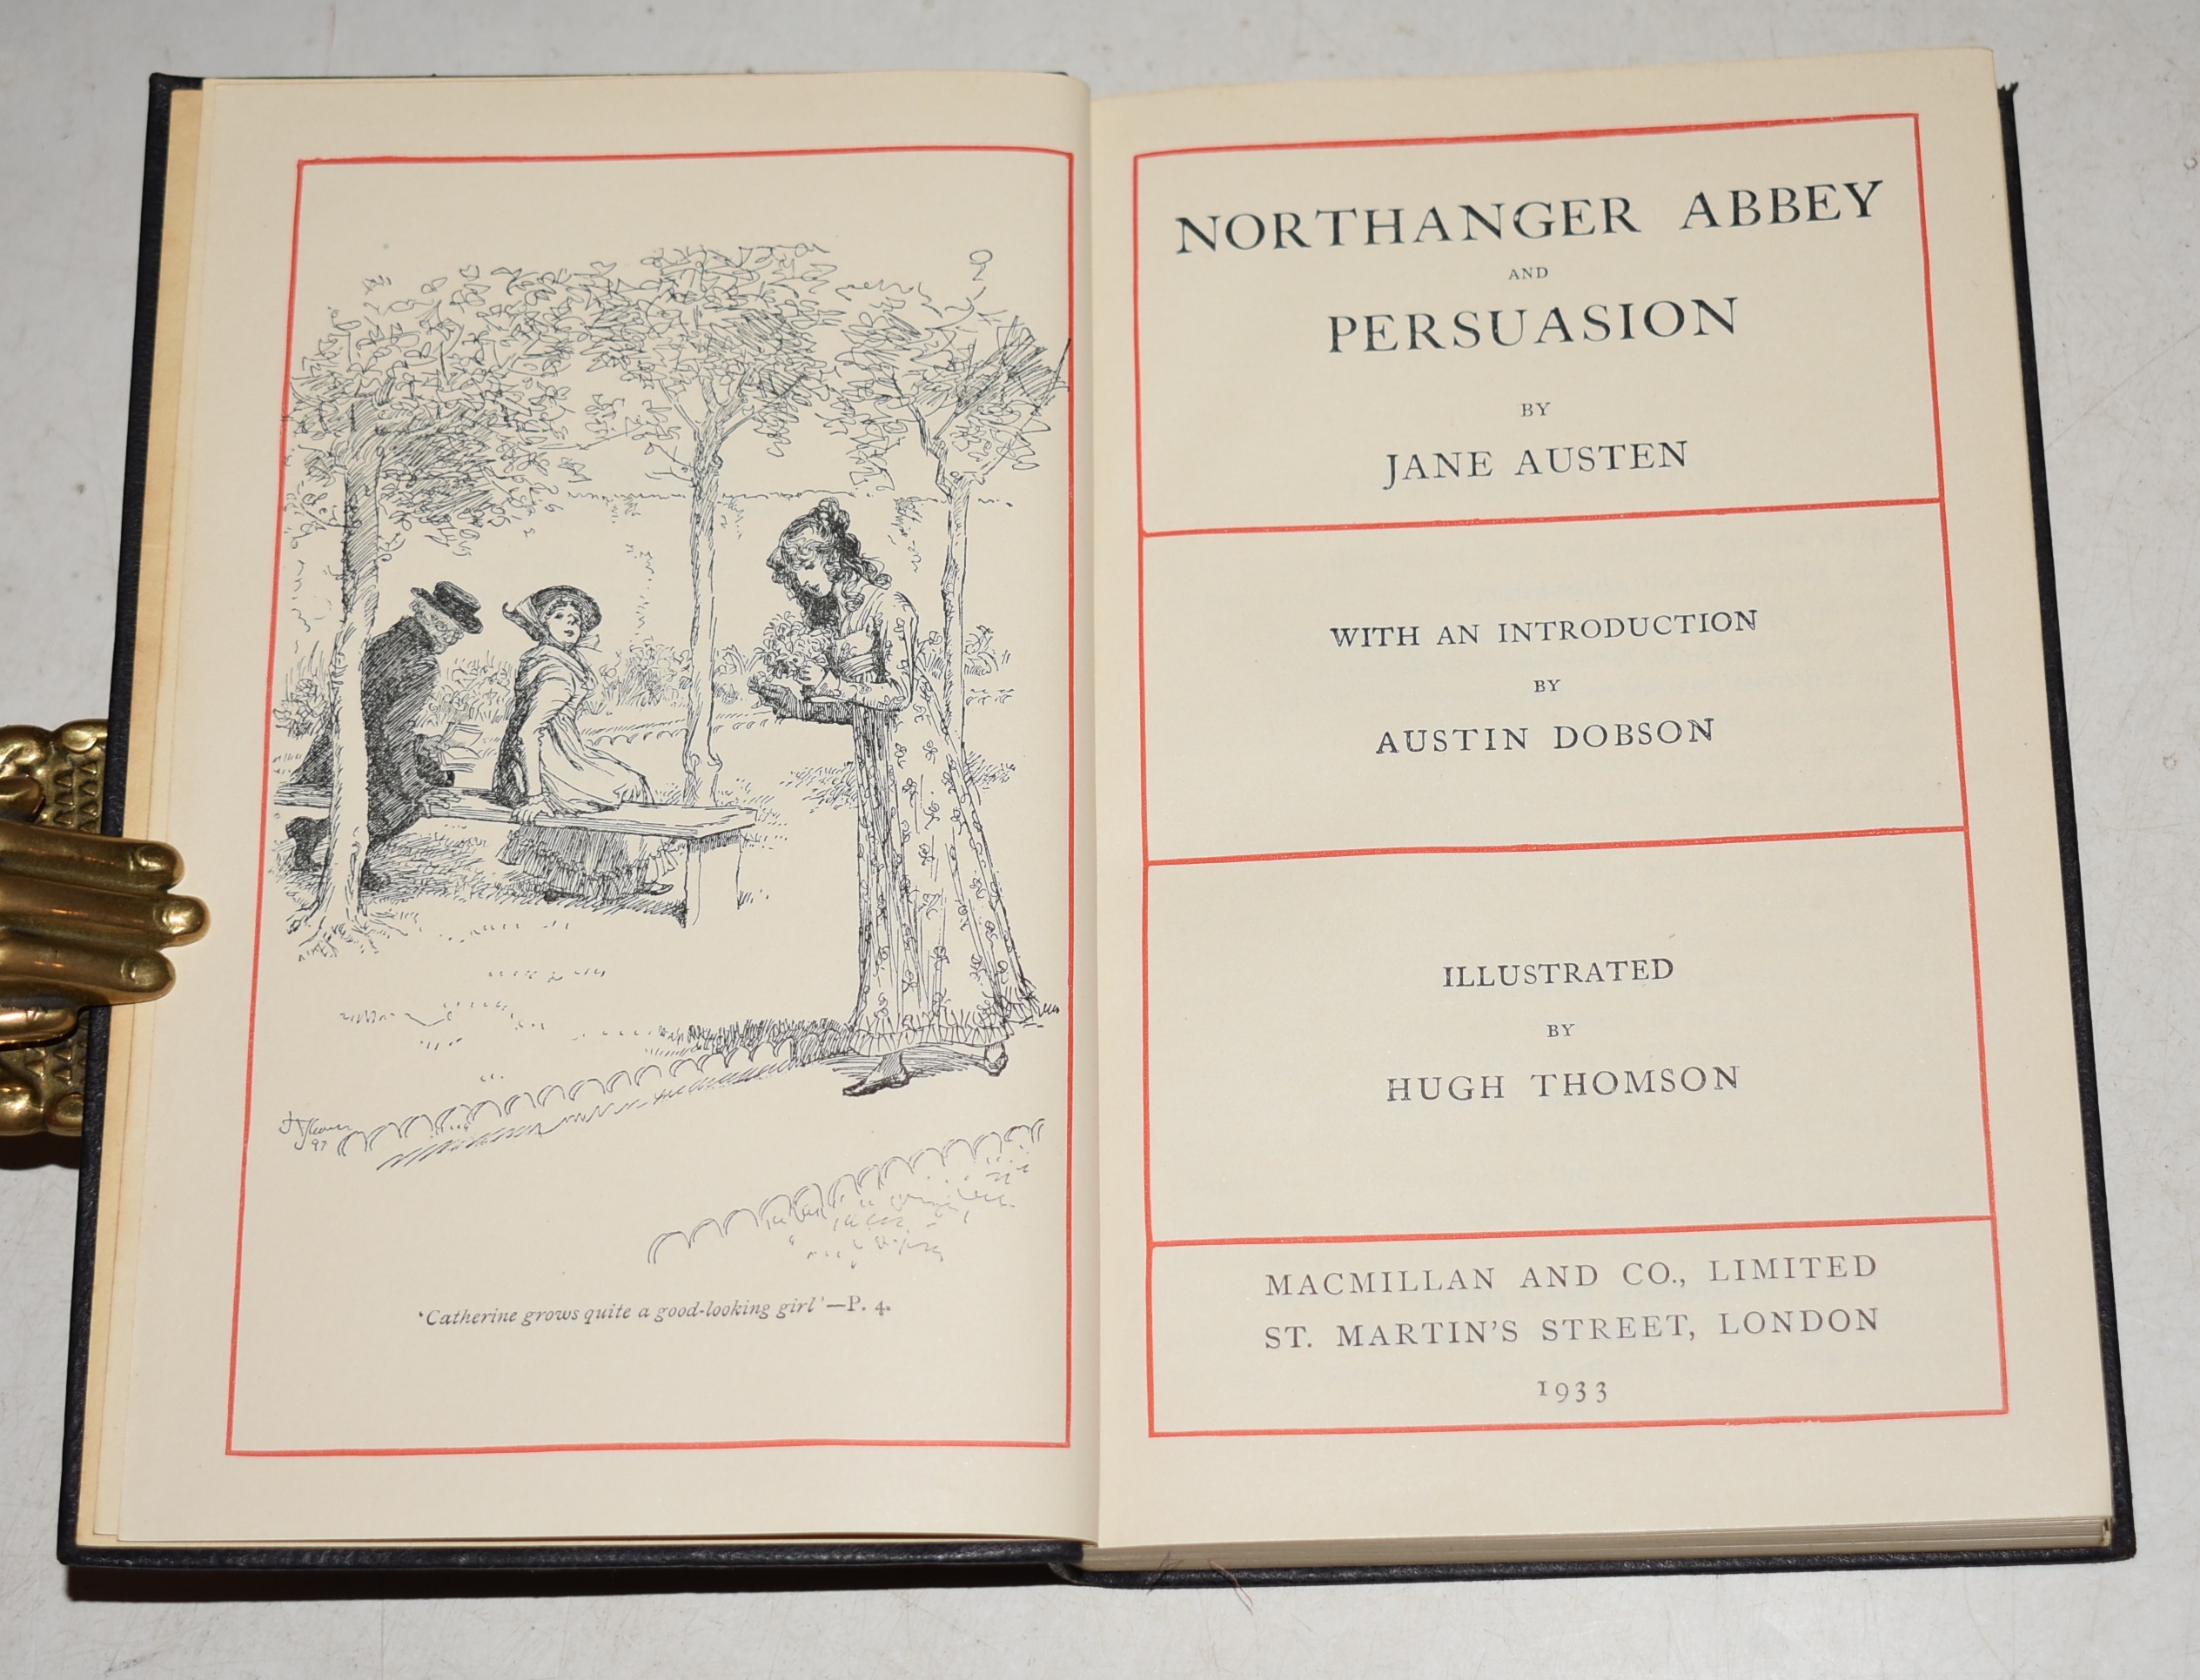 'Catherine grows quite a good-looking girl'—P. 4.
97
NORTHANGER ABBEY
AND
PERSUASION
BY
JANE AUSTEN
WITH AN INTRODUCTION
BY
AUSTIN DOBSON
ILLUSTRATED
BY
HUGH THOMSON
MACMILLAN AND CO., LIMITED
ST. MARTIN'S STREET, LONDON
1933